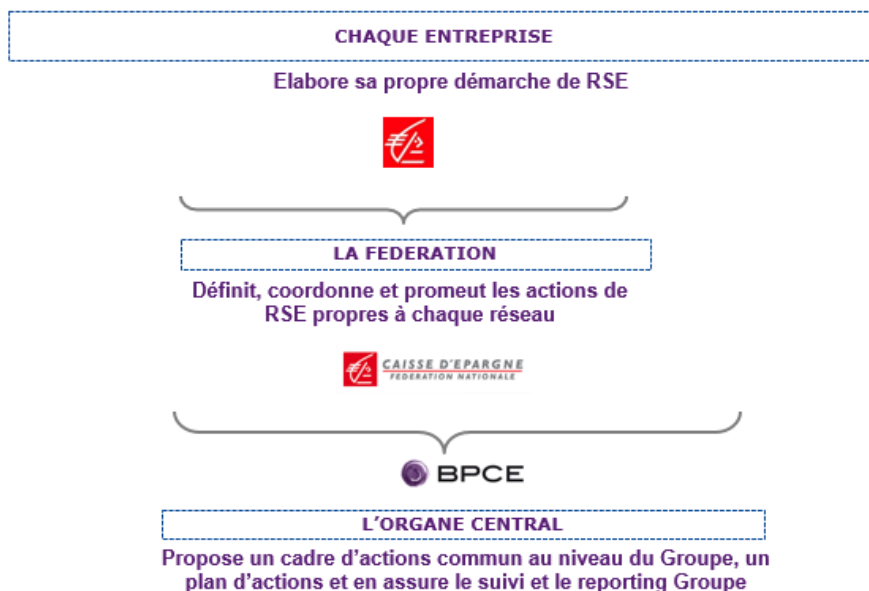 CHAQUE ENTREPRISE
Elabore sa propre démarche de RSE
LA FEDERATION
Définit, coordonne et promeut les actions de
RSE propres à chaque réseau
CAISSE D'EPARGNE
FEDERATION NATIONALE
BPCE
L'ORGANE CENTRAL
Propose un cadre d'actions commun au niveau du Groupe, un
plan d'actions et en assure le suivi et le reporting Groupe